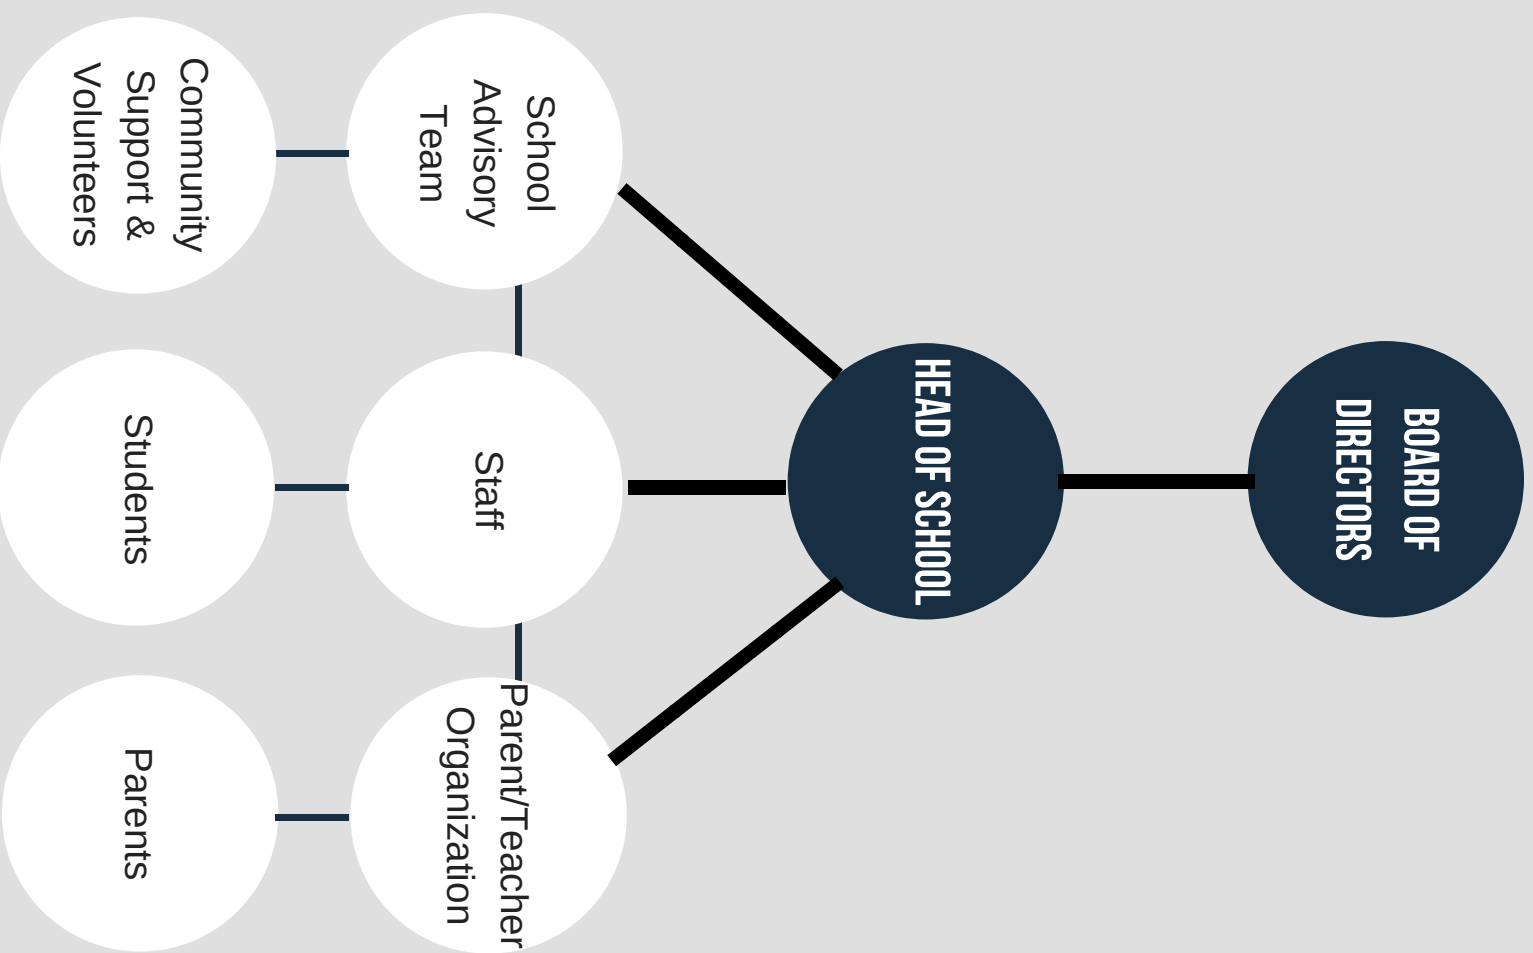 BOARD OF
DIRECTORS
HEAD OF SCHOOL
School
Advisory
Team
Staff
Parent/Teacher
Organization
Community
Support &
Volunteers
Students
Parents